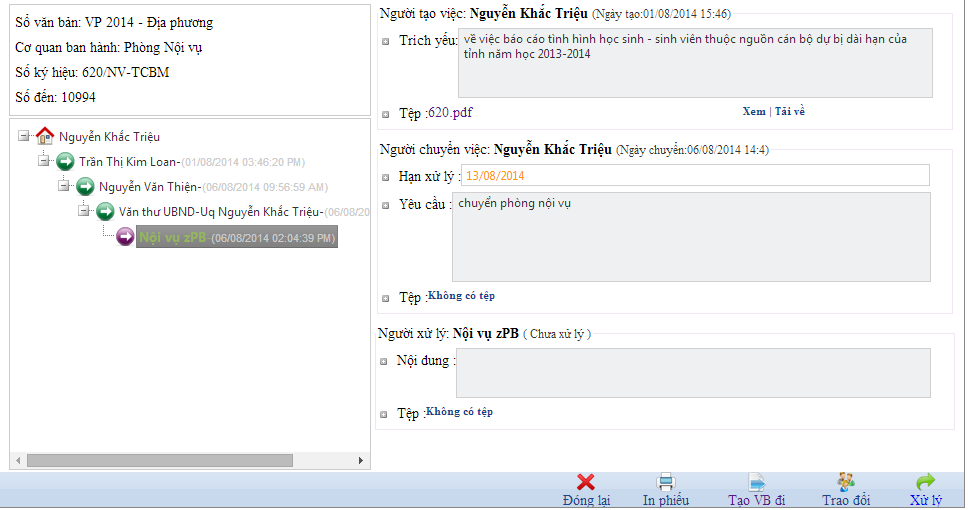 Sổ văn bản: VP 2014 - Địa phương
Cơ quan ban hành: Phòng Nội vụ
Số ký hiệu: 620/NV-TCBM
Số đến: 10994
Nguyễn Khắc Triệu
Trần Thị Kim Loan-(01/08/2014 03:46:20 PM)
Nguyễn Văn Thiện-(06/08/2014 09:56:59 AM)
Văn thư UBND-Uq Nguyễn Khắc Triệu-(06/08/20
Nội vụ zPB-(06/08/2014 02:04:39 PM)
Người tạo việc: Nguyễn Khắc Triệu (Ngày tạo:01/08/2014 15:46)
Trích yếu: về việc báo cáo tình hình học sinh - sinh viên thuộc nguồn cán bộ dự bị dài hạn của
tỉnh năm học 2013-2014
Tệp :620.pdf
Xem | Tải về
Người chuyển việc: Nguyễn Khắc Triệu (Ngày chuyển:06/08/2014 14:4)
Hạn xử lý : 13/08/2014
Yêu cầu : chuyển phòng nội vụ
Tệp :Không có tệp
Người xử lý: Nội vụ zPB ( Chưa xử lý )
Nội dung :
Tệp :Không có tệp
Đóng lại
In phiếu
Tạo VB đi
Trao đổi
Xử lý